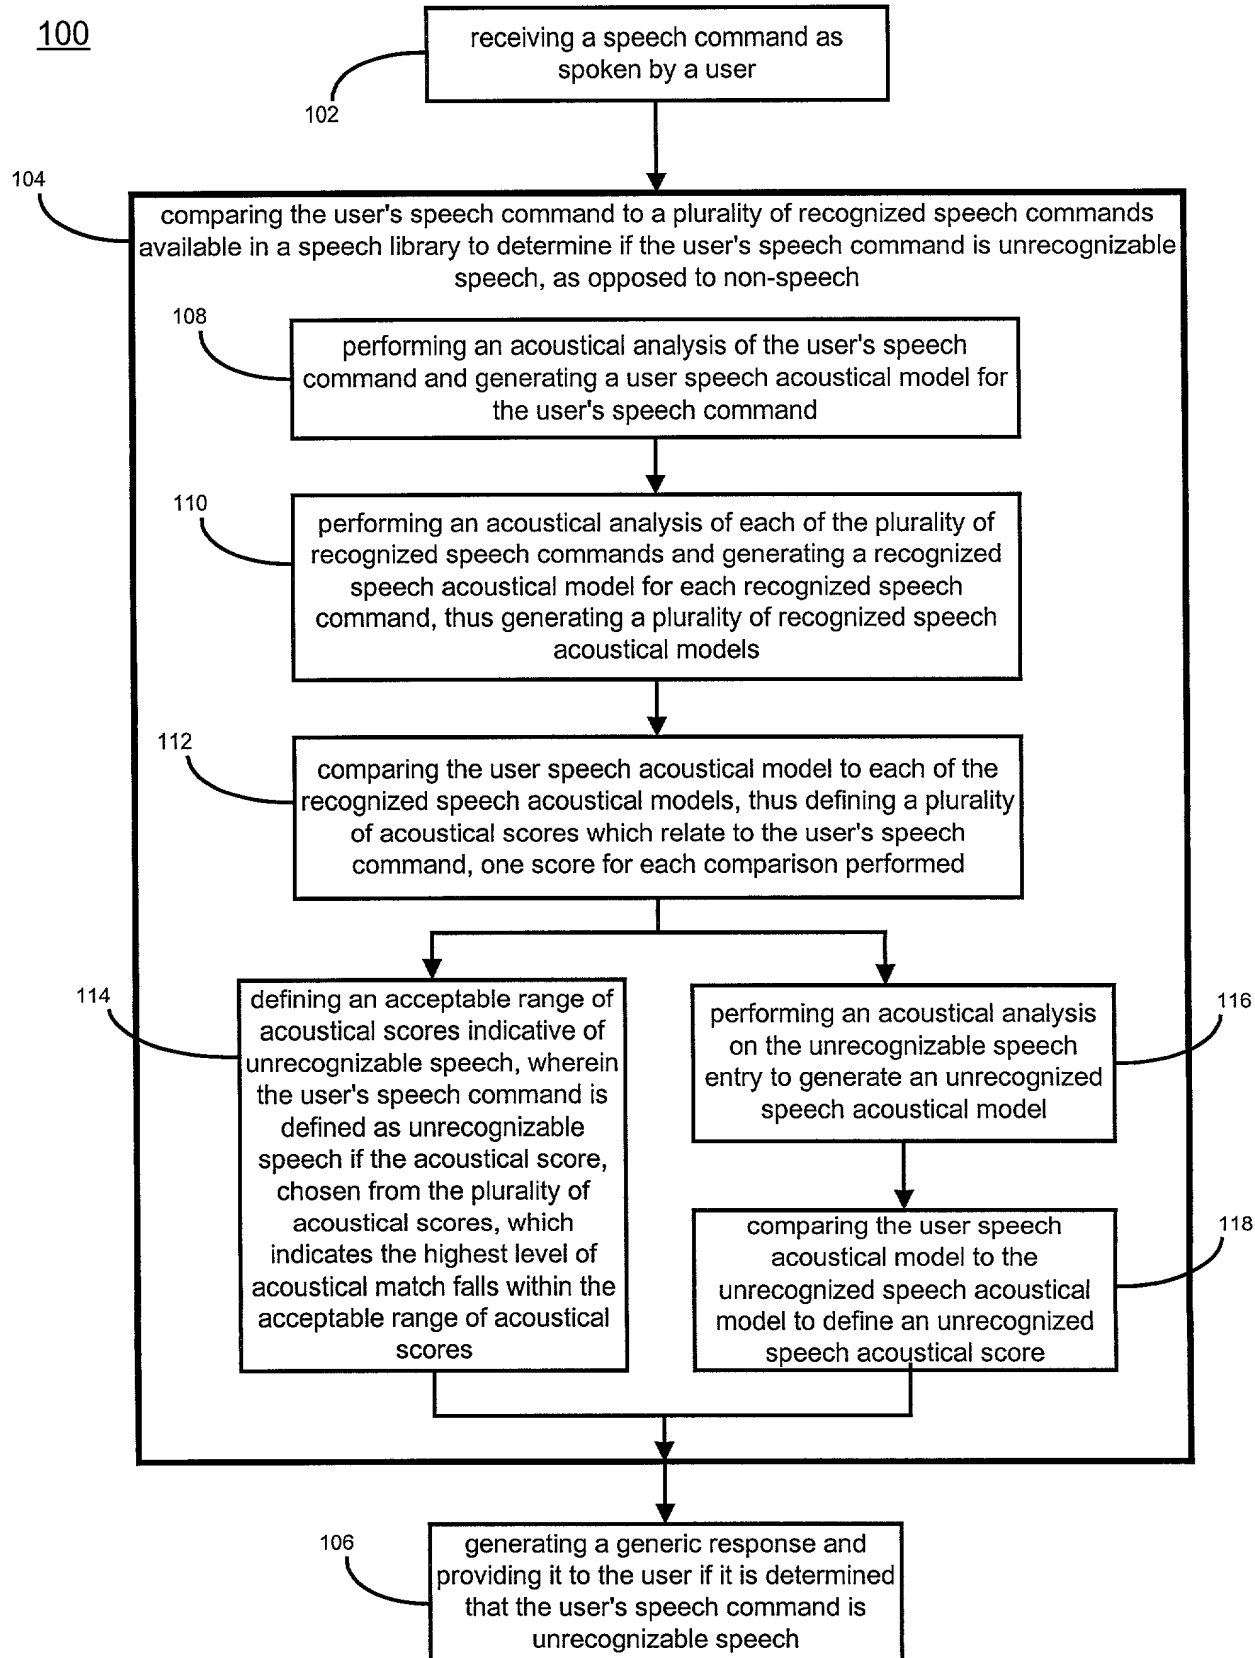 100
receiving a speech command as
spoken by a user
102
104
comparing the user's speech command to a plurality of recognized speech commands
available in a speech library to determine if the user's speech command is unrecognizable
speech, as opposed to non-speech
108
performing an acoustical analysis of the user's speech
command and generating a user speech acoustical model for
the user's speech command
110
performing an acoustical analysis of each of the plurality of
recognized speech commands and generating a recognized
speech acoustical model for each recognized speech
command, thus generating a plurality of recognized speech
acoustical models
112
comparing the user speech acoustical model to each of the
recognized speech acoustical models, thus defining a plurality
of acoustical scores which relate to the user's speech
command, one score for each comparison performed
114
defining an acceptable range of
acoustical scores indicative of
unrecognizable speech, wherein
the user's speech command is
defined as unrecognizable
speech if the acoustical score,
chosen from the plurality of
acoustical scores, which
indicates the highest level of
acoustical match falls within the
acceptable range of acoustical
scores
116
performing an acoustical analysis
on the unrecognizable speech
entry to generate an unrecognized
speech acoustical model
118
comparing the user speech
acoustical model to the
unrecognized speech acoustical
model to define an unrecognized
speech acoustical score
106
generating a generic response and
providing it to the user if it is determined
that the user's speech command is
unrecognizable speech